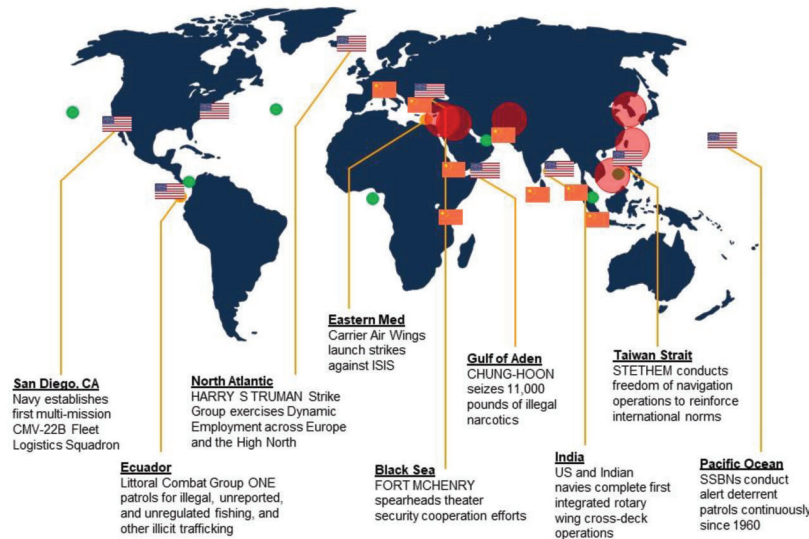 San Diego, CA
Navy establishes
first multi-mission
CMV-22B Fleet
Logistics Squadron
Ecuador
Littoral Combat Group ONE
patrols for illegal, unreported,
and unregulated fishing, and
other illicit trafficking
North Atlantic
HARRY S TRUMAN Strike
Group exercises Dynamic
Employment across Europe
and the High North
Eastern Med
Carrier Air Wings
launch strikes
against ISIS
Black Sea
FORT MCHENRY
spearheads theater
security cooperation efforts
Gulf of Aden
CHUNG-HOON
seizes 11,000
pounds of illegal
narcotics
India
US and Indian
navies complete first
integrated rotary
wing cross-deck
operations
Taiwan Strait
STETHEM conducts
freedom of navigation
operations to reinforce
international norms
Pacific Ocean
SSBNs conduct
alert deterrent
patrols continuously
since 1960